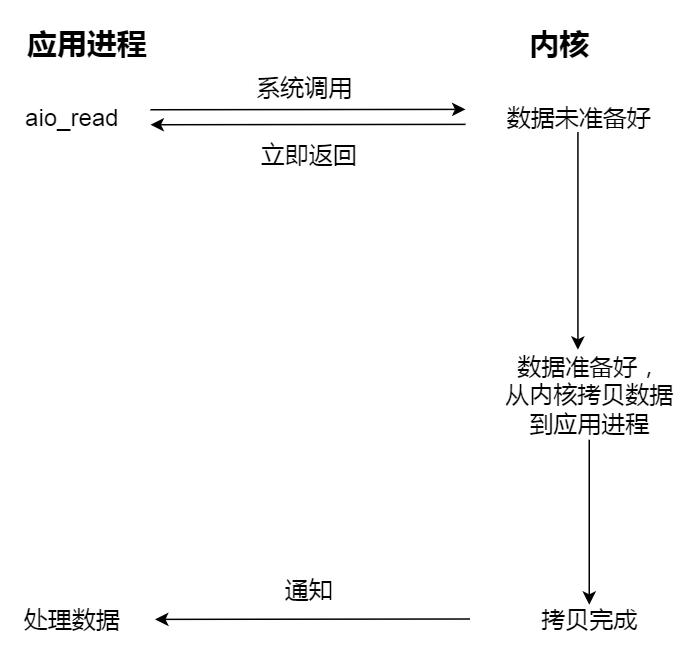 应用进程
内核
系统调用
aio_read
数据未准备好
立即返回
数据准备好，
从内核拷贝数据
到应用进程
通知
处理数据
拷贝完成